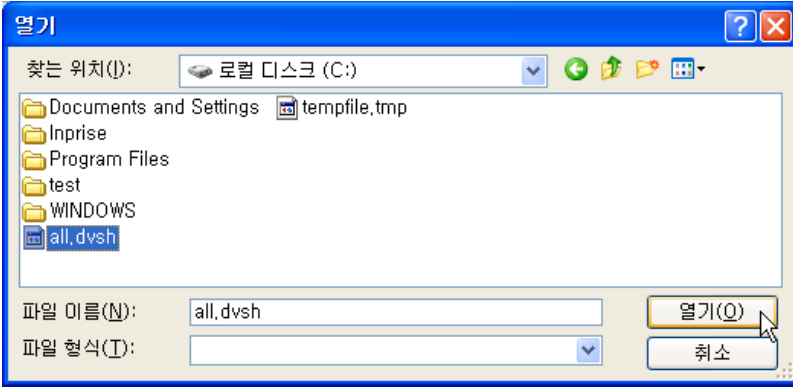 열기
찾는 위치(I): 로컬 디스크 (C:)
Documents and Settings tempfile.tmp
Inprise
Program Files
test
WINDOWS
all.dvsh
파일 이름(N): all.dvsh 열기(O)
파일 형식(T): 취소